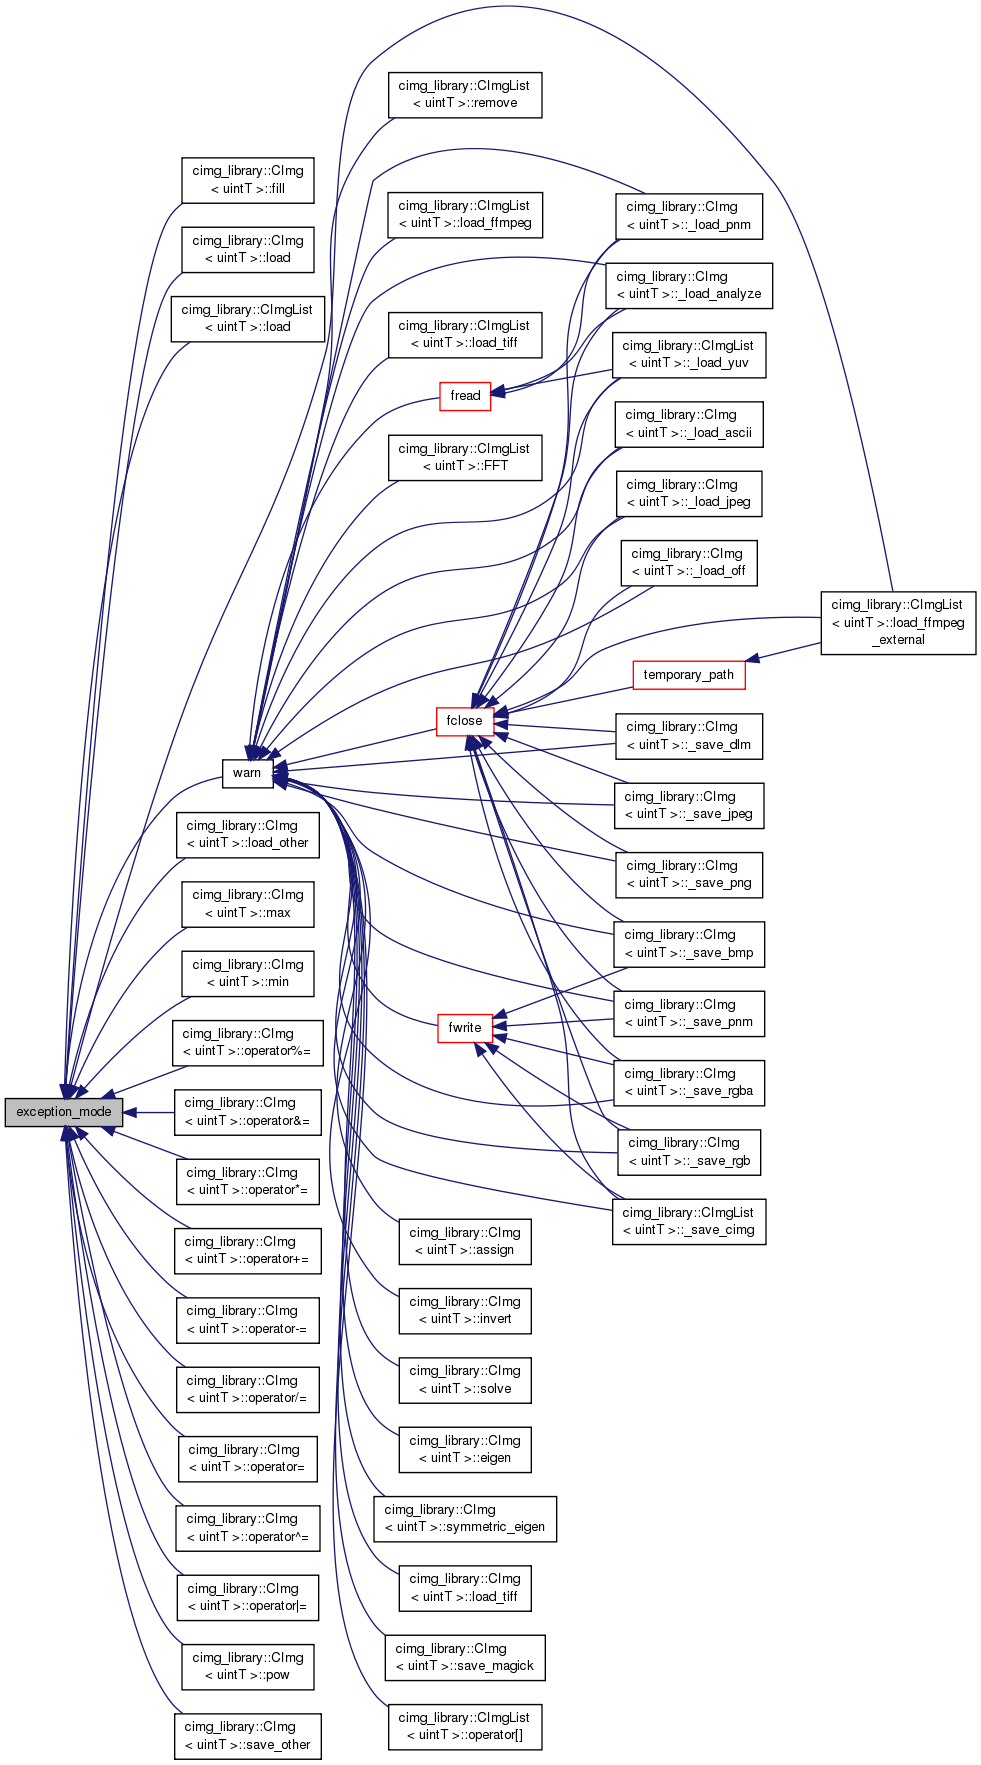 cimg_library::CImgList
< uintT >::remove
cimg_library::CImg
< uintT >::fill
cimg_library::CImg
< uintT >::load
cimg_library::CImgList
< uintT >::load
cimg_library::CImgList
< uintT >::load_ffmpeg
cimg_library::CImgList
< uintT >::load_tiff
fread
cimg_library::CImgList
< uintT >::FFT
cimg_library::CImg
< uintT >::_load_pnm
cimg_library::CImg
< uintT >::_load_analyze
cimg_library::CImgList
< uintT >::_load_yuv
cimg_library::CImg
< uintT >::_load_ascii
cimg_library::CImg
< uintT >::_load_jpeg
cimg_library::CImg
< uintT >::_load_off
cimg_library::CImgList
< uintT >::load_ffmpeg
_external
temporary_path
fclose
cimg_library::CImg
< uintT >::_save_dlm
warn
cimg_library::CImg
< uintT >::_save_jpeg
cimg_library::CImg
< uintT >::_save_png
cimg_library::CImg
< uintT >::_save_bmp
fwrite
cimg_library::CImg
< uintT >::_save_pnm
cimg_library::CImg
< uintT >::_save_rgba
cimg_library::CImg
< uintT >::_save_rgb
cimg_library::CImgList
< uintT >::_save_cimg
cimg_library::CImg
< uintT >::load_other
cimg_library::CImg
< uintT >::max
cimg_library::CImg
< uintT >::min
cimg_library::CImg
< uintT >::operator%=
exception_mode
cimg_library::CImg
< uintT >::operator&=
cimg_library::CImg
< uintT >::operator*=
cimg_library::CImg
< uintT >::operator+=
cimg_library::CImg
< uintT >::operator-=
cimg_library::CImg
< uintT >::operator/=
cimg_library::CImg
< uintT >::operator=
cimg_library::CImg
< uintT >::operator^=
cimg_library::CImg
< uintT >::operator|=
cimg_library::CImg
< uintT >::pow
cimg_library::CImg
< uintT >::save_other
cimg_library::CImg
< uintT >::assign
cimg_library::CImg
< uintT >::invert
cimg_library::CImg
< uintT >::solve
cimg_library::CImg
< uintT >::eigen
cimg_library::CImg
< uintT >::symmetric_eigen
cimg_library::CImg
< uintT >::load_tiff
cimg_library::CImg
< uintT >::save_magick
cimg_library::CImgList
< uintT >::operator[]